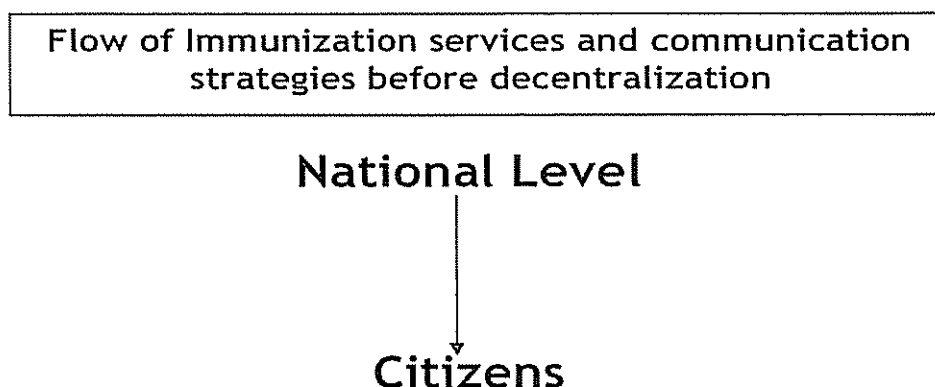 Flow of Immunization services and communication
strategies before decentralization
National Level
Citizens